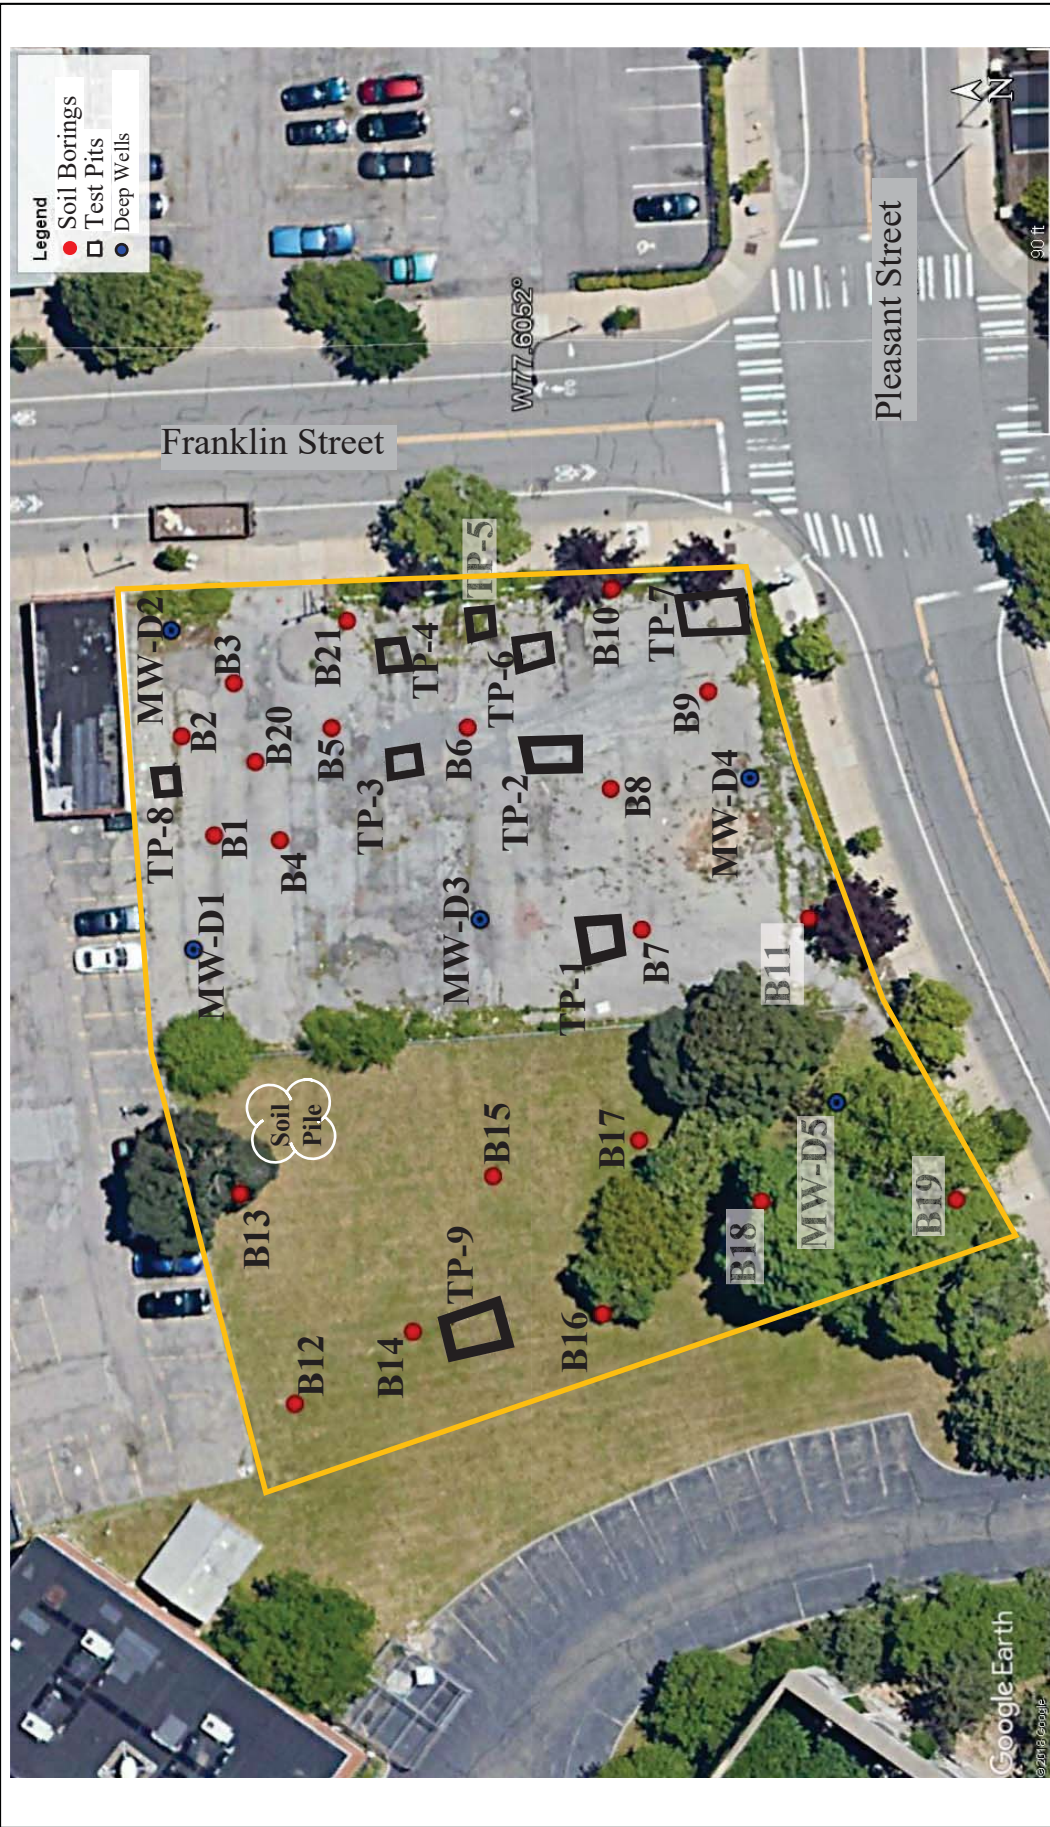 Legend
Soil Borings
Test Pits
Deep Wells
N
90 ft
W77.6052°
Franklin Street
Pleasant Street
MW-D2
B3
B2
TP-8
B1
B20
B4
MW-D1
B21
B5
TP-4
TP-5
TP-3
B6
TP-6
TP-2
MW-D3
B10
TP-7
B9
B8
MW-D4
TP-1
B7
B11
Soil
Pile
B13
B15
B17
MW-D5
B18
B19
TP-9
B14
B12
B16
Google Earth
©2018 Google